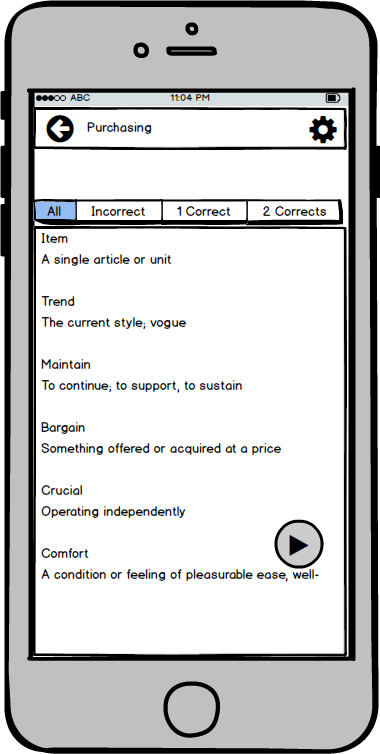 ABC 11:04 PM
Purchasing
All Incorrect 1 Correct 2 Corrects
Item
A single article or unit
Trend
The current style; vogue
Maintain
To continue; to support, to sustain
Bargain
Something offered or acquired at a price
Crucial
Operating independently
Comfort
A condition or feeling of pleasurable ease, well-